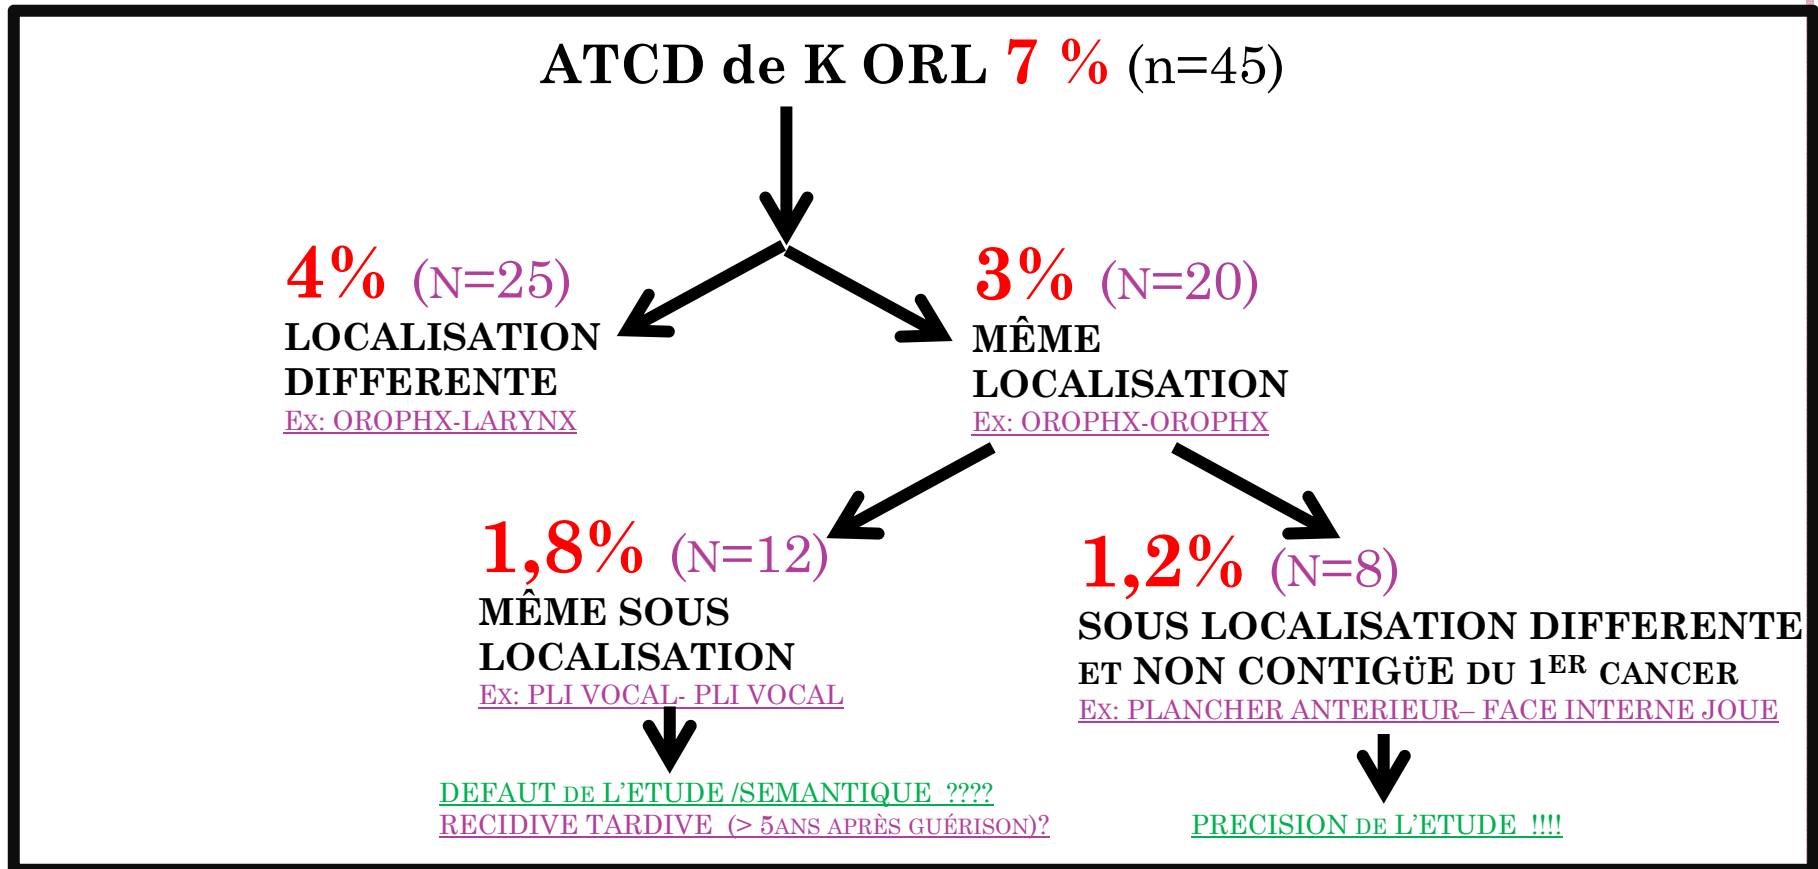 ATCD de K ORL 7 % (n=45)
4% (N=25)
LOCALISATION
DIFFERENTE
EX: OROPHX-LARYNX
3% (N=20)
MÊME
LOCALISATION
EX: OROPHX-OROPHX
1,8% (N=12)
MÊME SOUS
LOCALISATION
EX: PLI VOCAL- PLI VOCAL
DEFAUT DE L'ETUDE /SEMANTIQUE ????
RECIDIVE TARDIVE (> 5ANS APRÈS GUÉRISON)?
1,2% (N=8)
SOUS LOCALISATION DIFFERENTE
ET NON CONTIGÜE DU 1ER CANCER
EX: PLANCHER ANTERIEUR– FACE INTERNE JOUE
PRECISION DE L'ETUDE !!!!